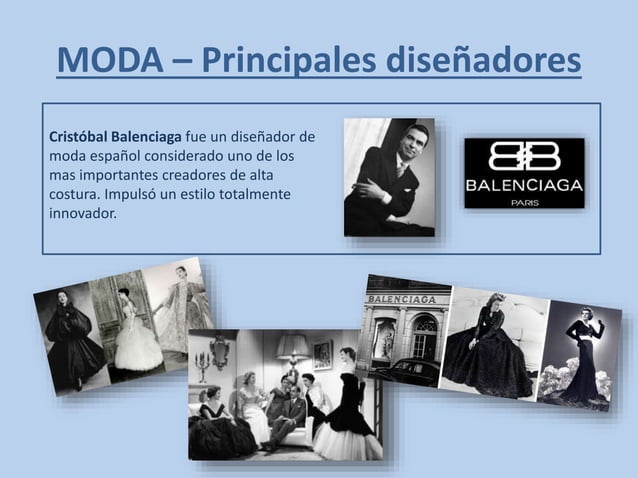 MODA – Principales diseñadores
Cristóbal Balenciaga fue un diseñador de
moda español considerado uno de los
mas importantes creadores de alta
costura. Impulsó un estilo totalmente
innovador.
BB
BALENCIAGA
PARIS
BALENCIAGA